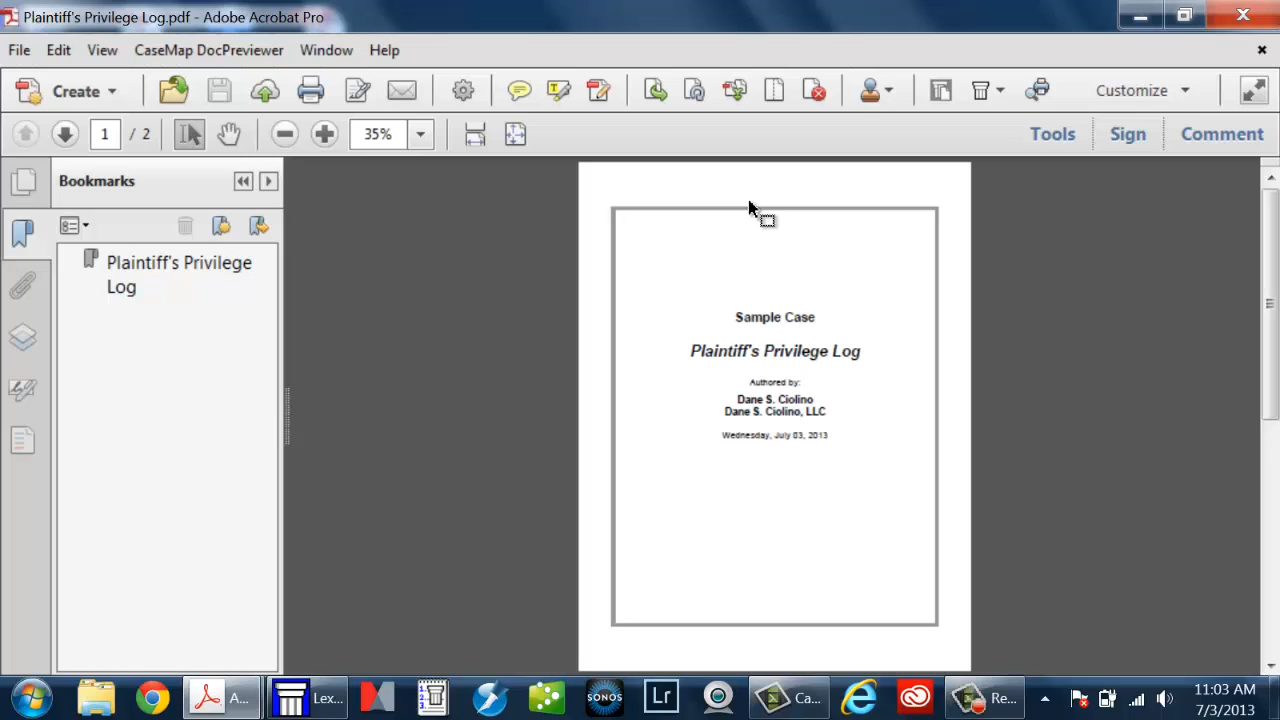 Plaintiff's Privilege Log.pdf - Adobe Acrobat Pro
File Edit View CaseMap DocPreviewer Window Help
Create Customize
1 / 2 35% Tools Sign Comment
Bookmarks
Plaintiff's Privilege
Log
Sample Case
Plaintiff's Privilege Log
Authored by:
Dane S. Ciolino
Dane S. Ciolino, LLC
Wednesday, July 03, 2013
A... Lex... SONOS Lr Ca... Re...
11:03 AM
7/3/2013